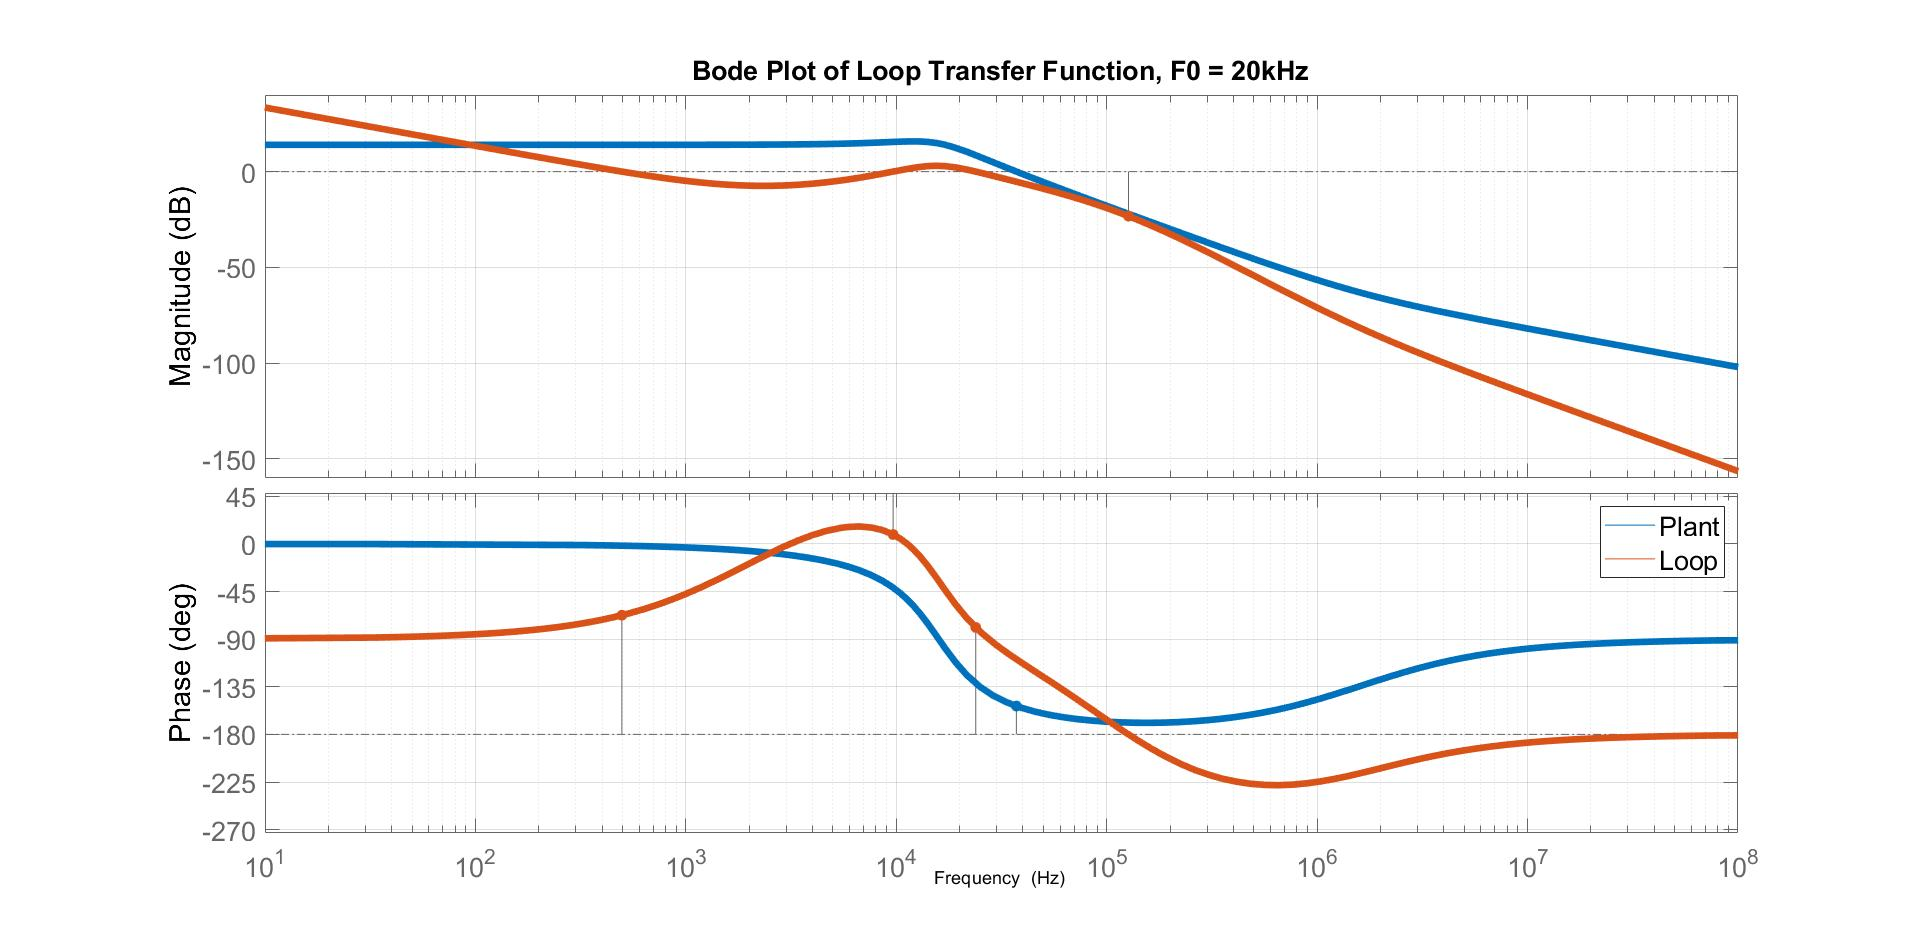 Bode Plot of Loop Transfer Function, F0 = 20kHz
Magnitude (dB)
0
-50
-100
-150
Phase (deg)
45
0
-45
-90
-135
-180
-225
-270
Plant
Loop
10^1 10^2 10^3 10^4 10^5 10^6 10^7 10^8
Frequency (Hz)